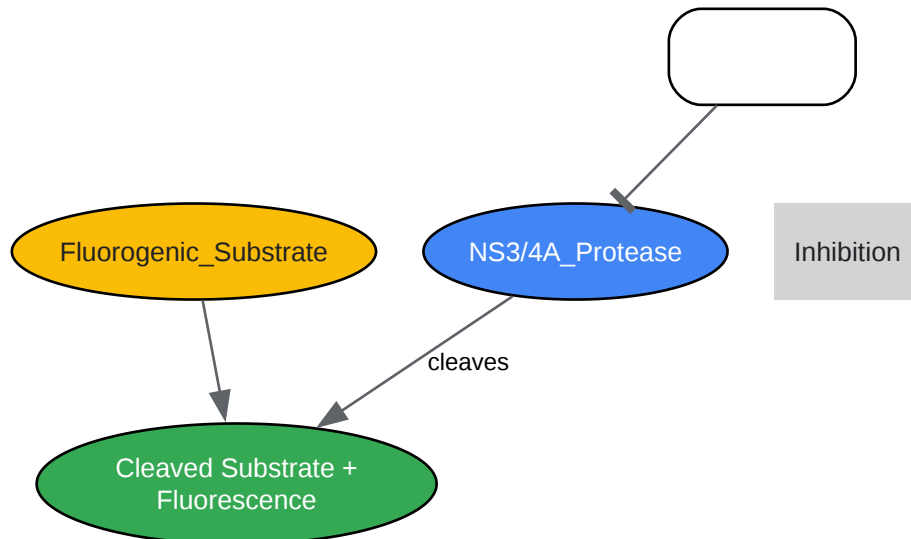 Fluorogenic_Substrate
NS3/4A_Protease
Inhibition
cleaves
Cleaved Substrate +
Fluorescence